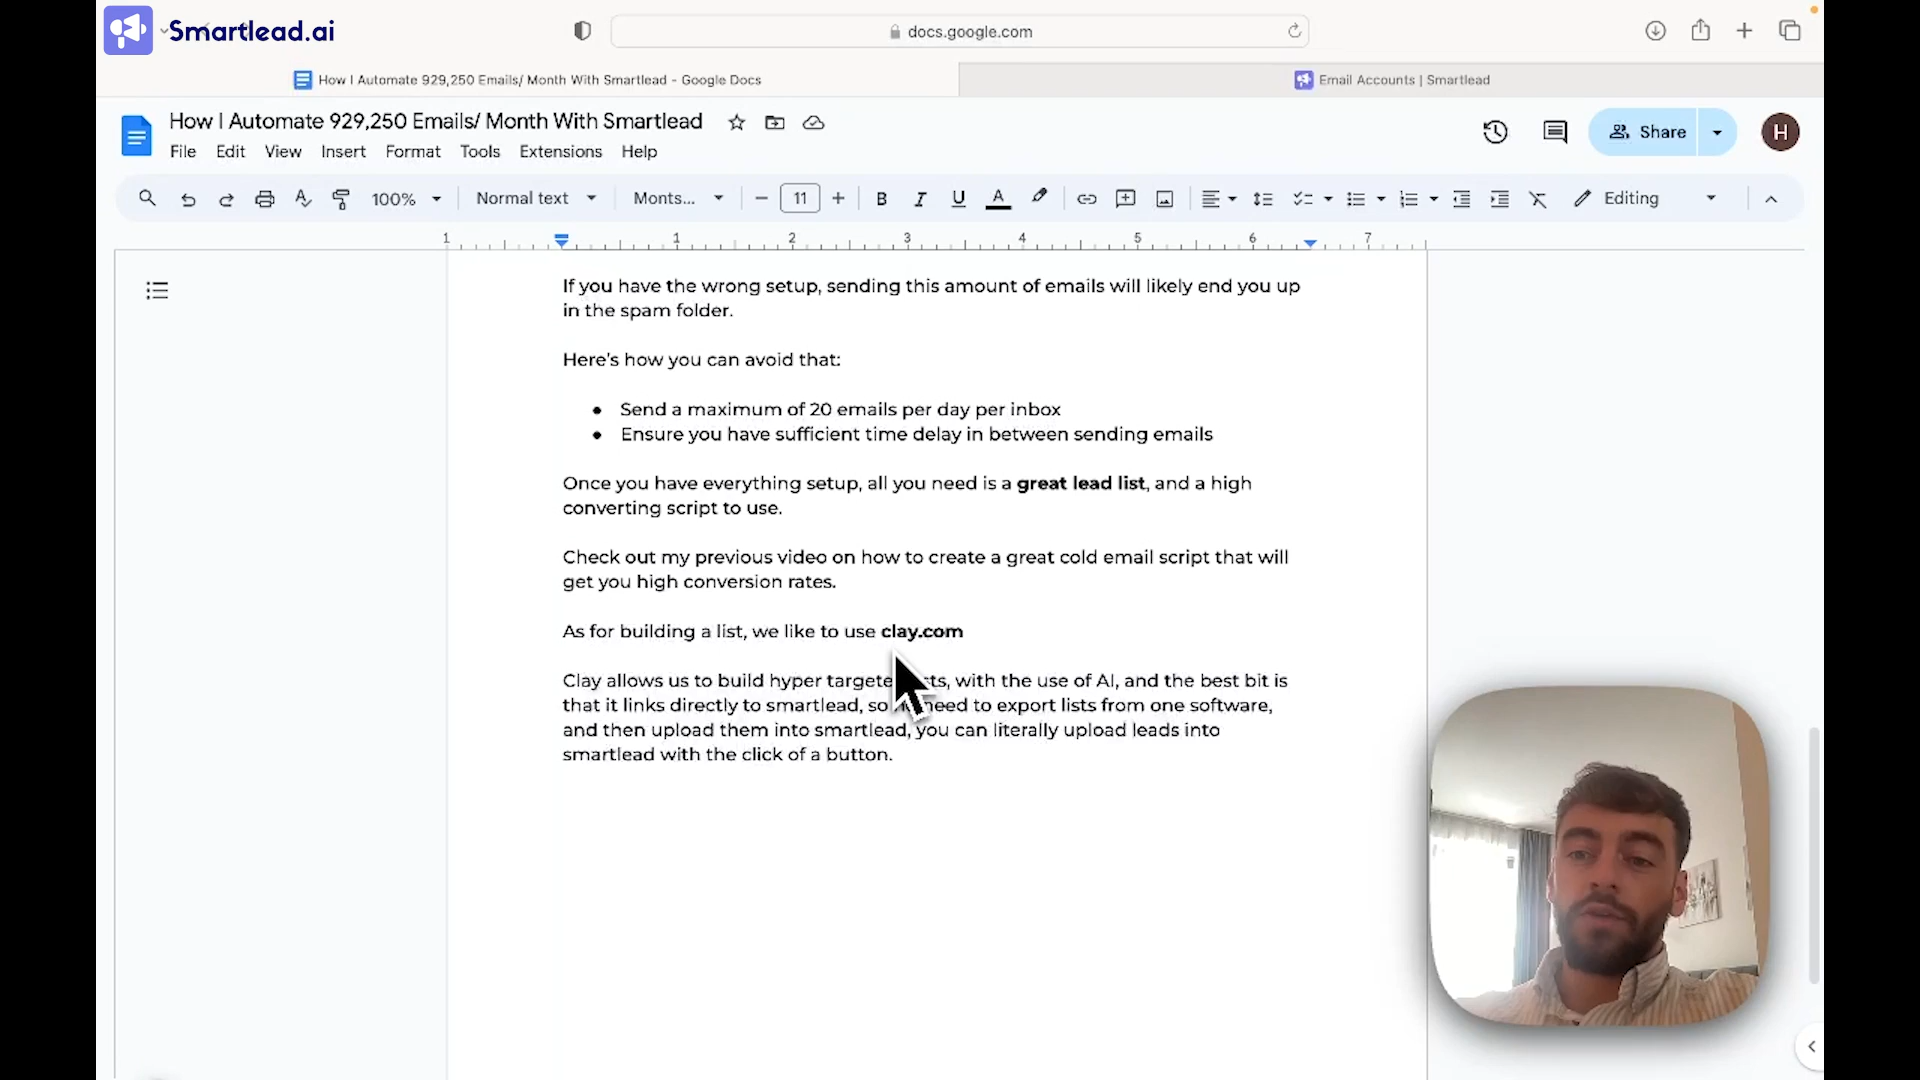 Smartlead.ai
docs.google.com
How I Automate 929,250 Emails/ Month With Smartlead - Google Docs
Email Accounts | Smartlead
How I Automate 929,250 Emails/ Month With Smartlead
Share
H
File Edit View Insert Format Tools Extensions Help
100% Normal text Monts... 11 B I U A Editing
1 1 2 3 4 5 6 7
If you have the wrong setup, sending this amount of emails will likely end you up
in the spam folder.
Here's how you can avoid that:
● Send a maximum of 20 emails per day per inbox
● Ensure you have sufficient time delay in between sending emails
Once you have everything setup, all you need is a great lead list, and a high
converting script to use.
Check out my previous video on how to create a great cold email script that will
get you high conversion rates.
As for building a list, we like to use clay.com
Clay allows us to build hyper targete ts, with the use of AI, and the best bit is
that it links directly to smartlead, so need to export lists from one software,
and then upload them into smartlead, you can literally upload leads into
smartlead with the click of a button.